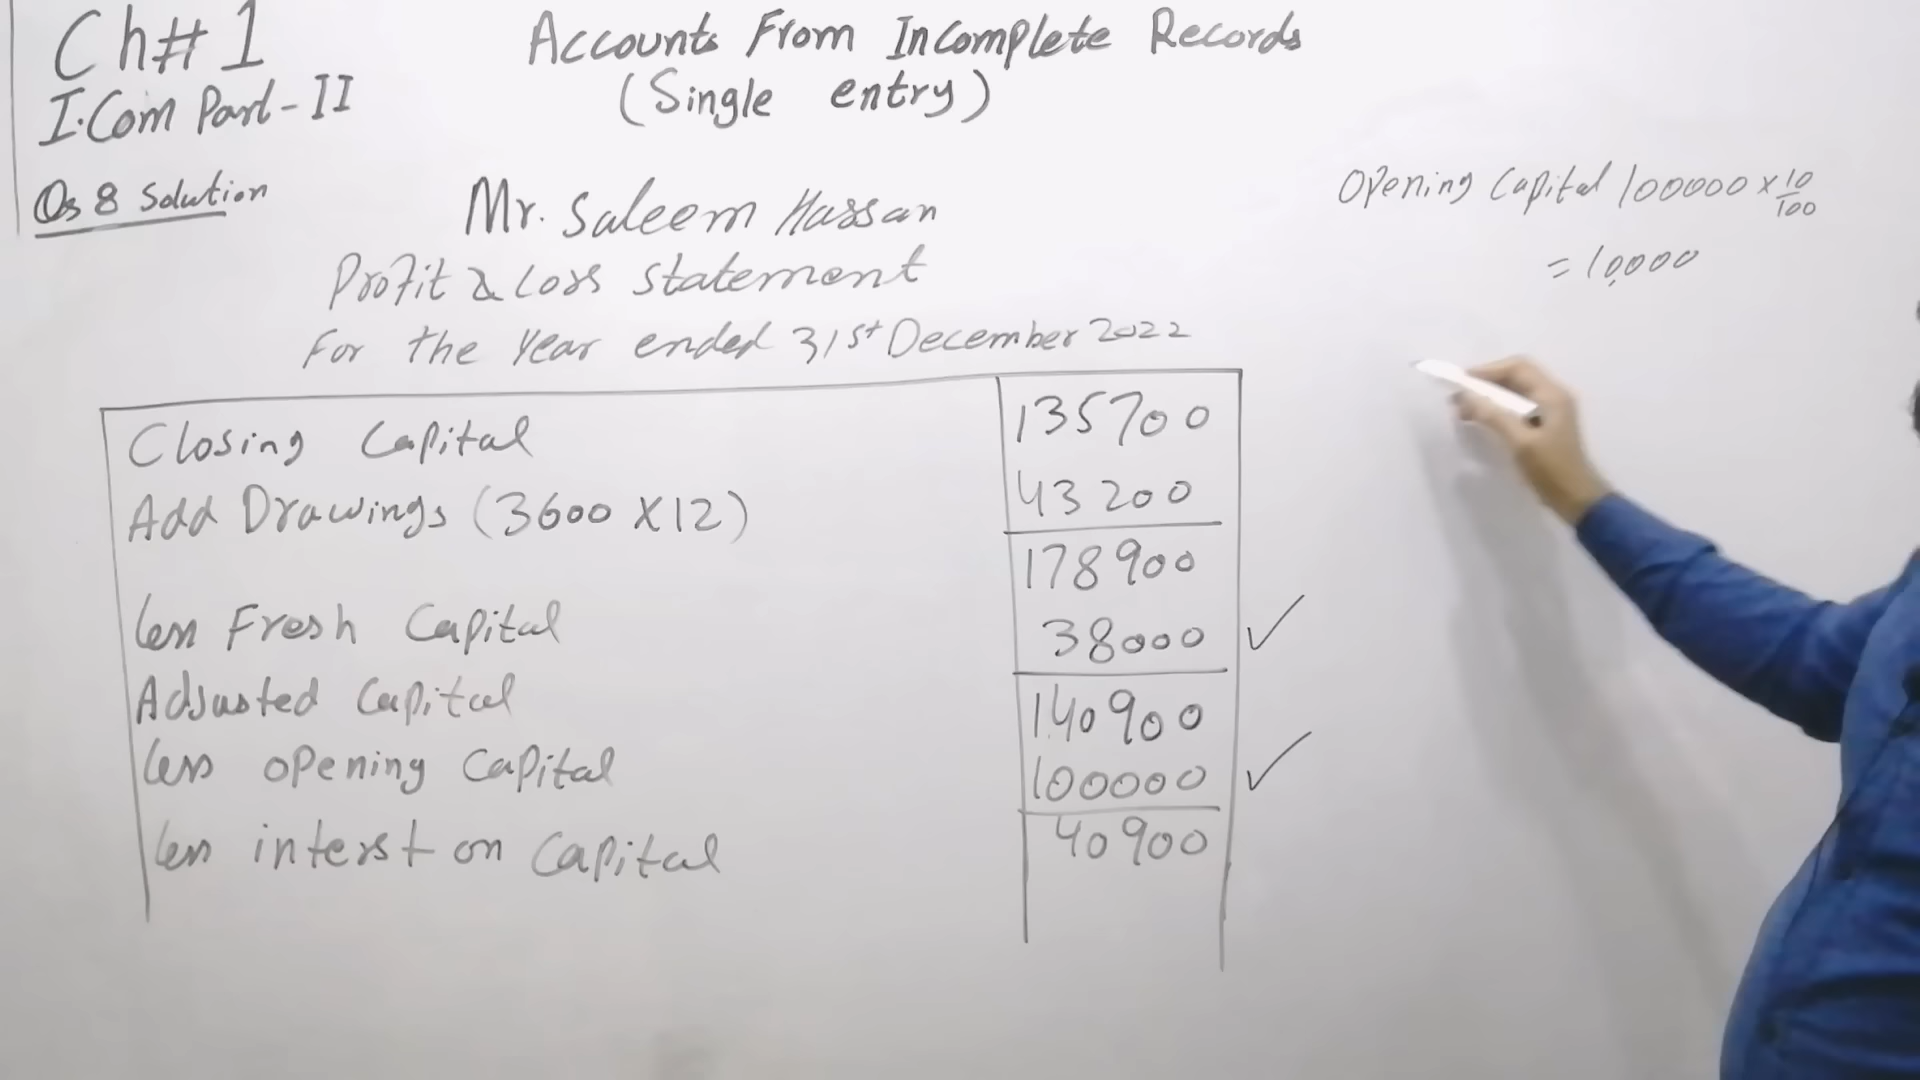 Ch#1
I.Com Part-II
Qs 8 Solution
Accounts From Incomplete Records
(Single entry)
Mr. Saleem Hassan
Profit & Loss Statement
For the Year ended 31st December 2022
Closing Capital 135700
Add Drawings (3600 X12) 43200
178900
less Fresh Capital 38000 ✓
Adjusted Capital 140900
less opening Capital 100000 ✓
less interst on Capital 40900
Opening Capital 100000 × 10/100
= 10,000